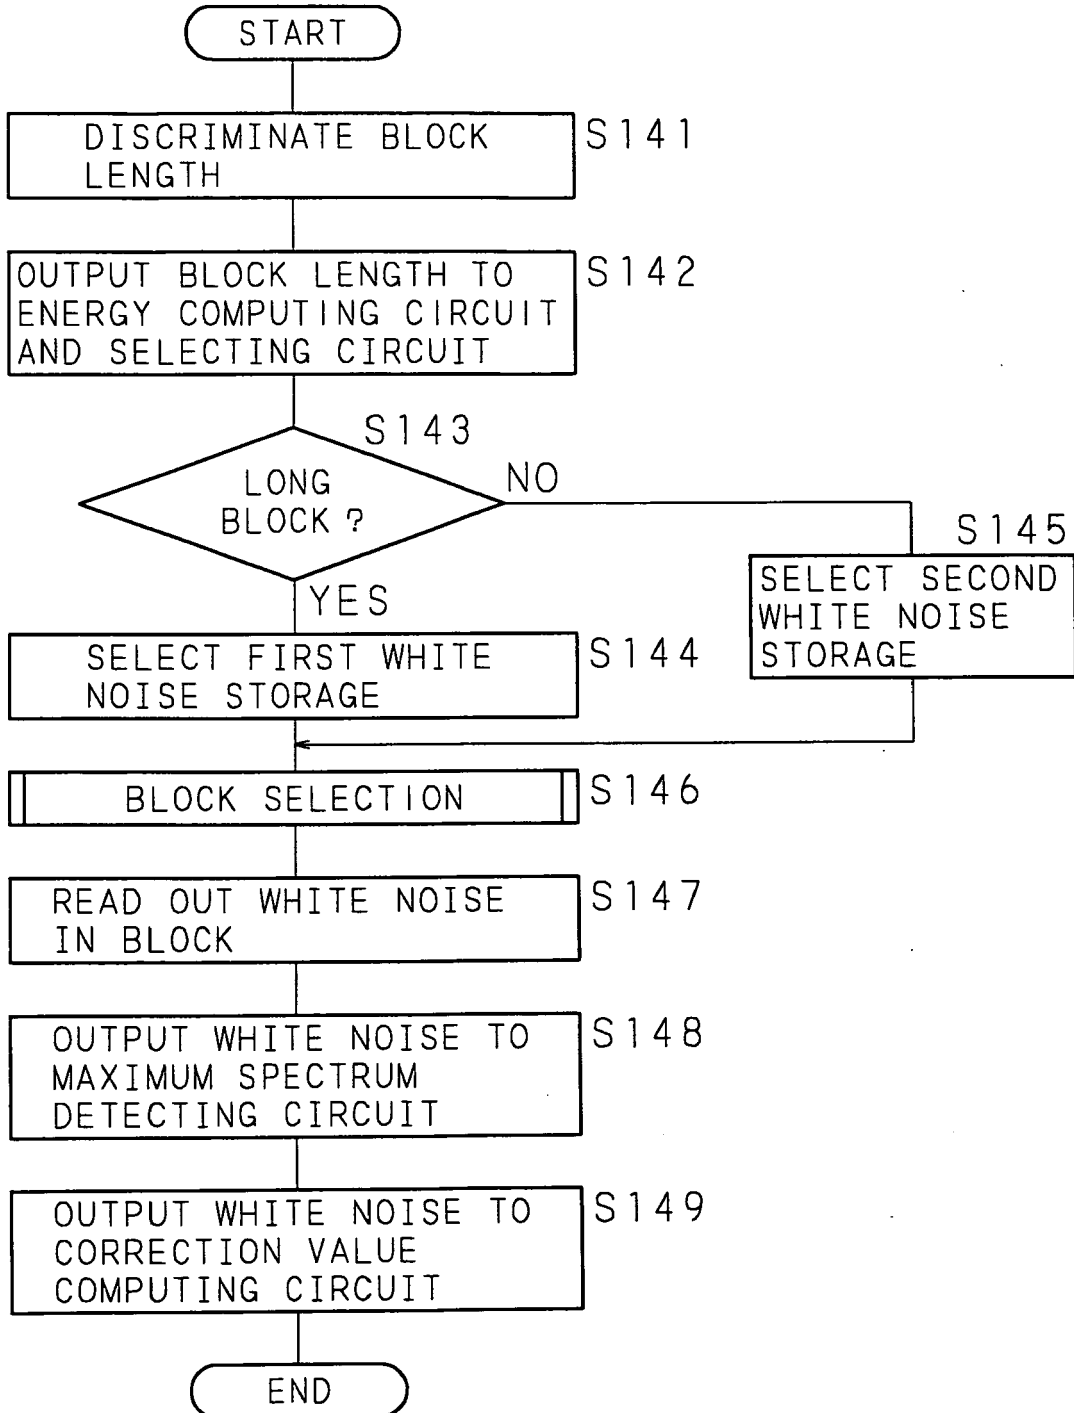 START
DISCRIMINATE BLOCK
LENGTH
S141
OUTPUT BLOCK LENGTH TO
ENERGY COMPUTING CIRCUIT
AND SELECTING CIRCUIT
S142
S143
LONG
BLOCK?
NO
YES
S145
SELECT SECOND
WHITE NOISE
STORAGE
SELECT FIRST WHITE
NOISE STORAGE
S144
BLOCK SELECTION
S146
READ OUT WHITE NOISE
IN BLOCK
S147
OUTPUT WHITE NOISE TO
MAXIMUM SPECTRUM
DETECTING CIRCUIT
S148
OUTPUT WHITE NOISE TO
CORRECTION VALUE
COMPUTING CIRCUIT
S149
END